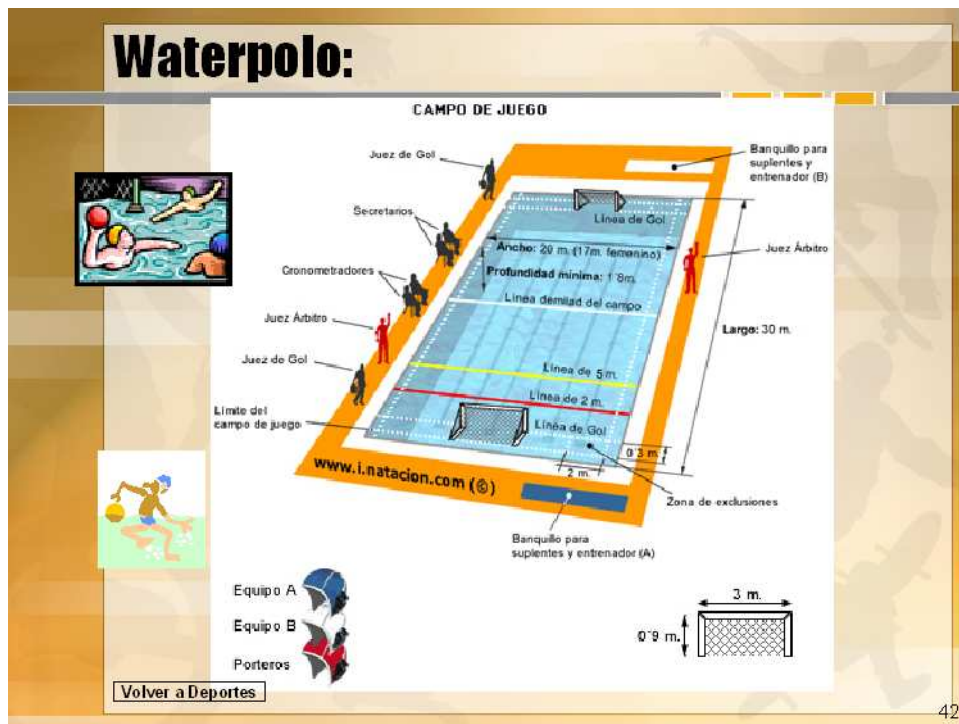 Waterpolo:
CAMPO DE JUEGO
Juez de Gol
Banquillo para
suplentes y
entrenador (B)
Secretarios
Línea de Gol
Ancho: 20 m. (17m. femenino)
Juez Árbitro
Cronometradores
Profundidad mínima: 1´8m.
Línea demitad del campo
Juez Árbitro
Largo: 30 m.
Juez de Gol
Línea de 5 m.
Línea de 2 m.
Límite del
campo de juego
Línea de Gol
0´3 m.
2 m.
www.i.natacion.com (©)
Zona de exclusiones
Banquillo para
suplentes y entrenador (A)
Equipo A
Equipo B
Porteros
3 m.
0´9 m.
Volver a Deportes
42